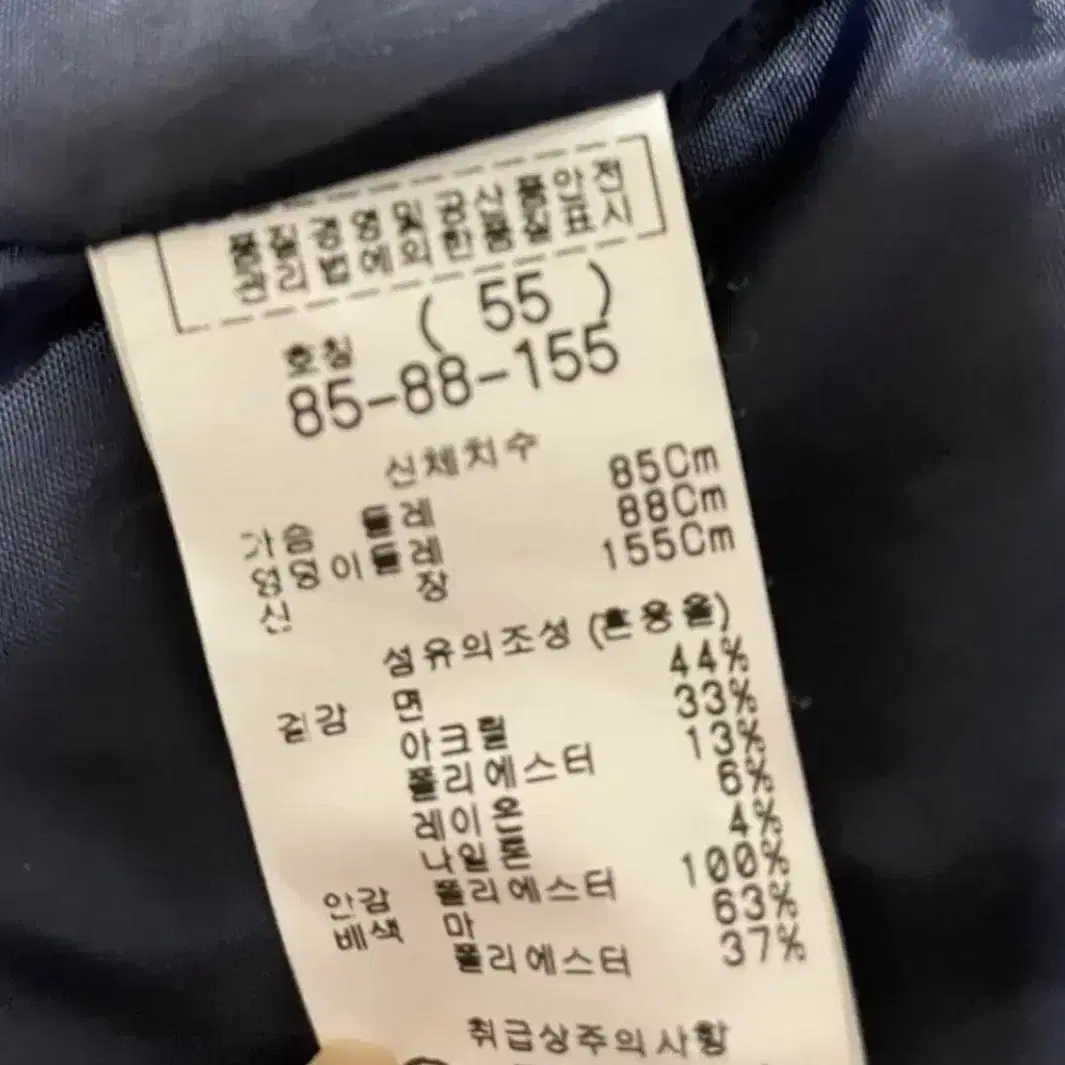 품질경영및공산품안전
관리법에의한품질표시
( 55 )
호칭
85-88-155
신체치수
가슴 둘레 85Cm
엉덩이둘레 88Cm
신 장 155Cm
섬유의조성 (혼용율)
겉감 면 44%
아크릴 33%
폴리에스터 13%
레이온 6%
나일론 4%
안감 폴리에스터 100%
배색 마 63%
폴리에스터 37%
취급상주의사항